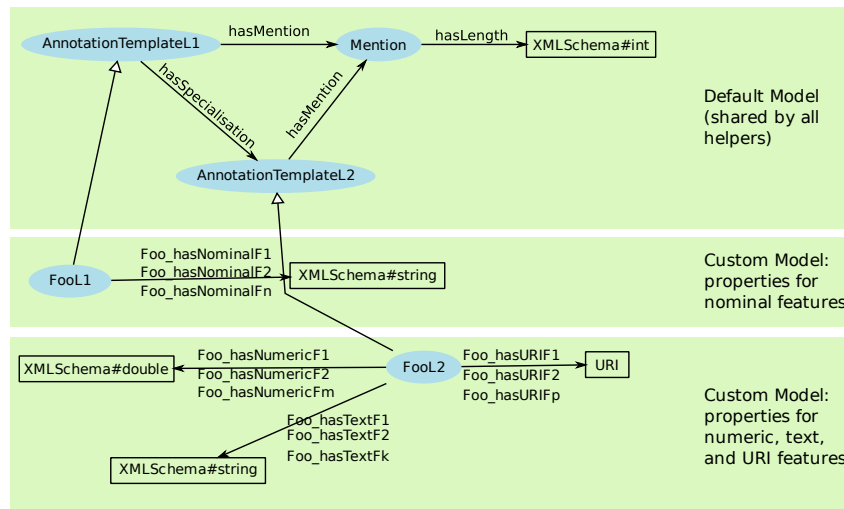 AnnotationTemplateL1
hasMention
Mention
hasLength
XMLSchema#int
hasSpecialisation
hasMention
AnnotationTemplateL2
Default Model
(shared by all
helpers)
FooL1
Foo_hasNominalF1
Foo_hasNominalF2
Foo_hasNominalFn
XMLSchema#string
Custom Model:
properties for
nominal features
XMLSchema#double
Foo_hasNumericF1
Foo_hasNumericF2
Foo_hasNumericFm
FooL2
Foo_hasURIF1
Foo_hasURIF2
Foo_hasURIFp
URI
Foo_hasTextF1
Foo_hasTextF2
Foo_hasTextFk
XMLSchema#string
Custom Model:
properties for
numeric, text,
and URI features